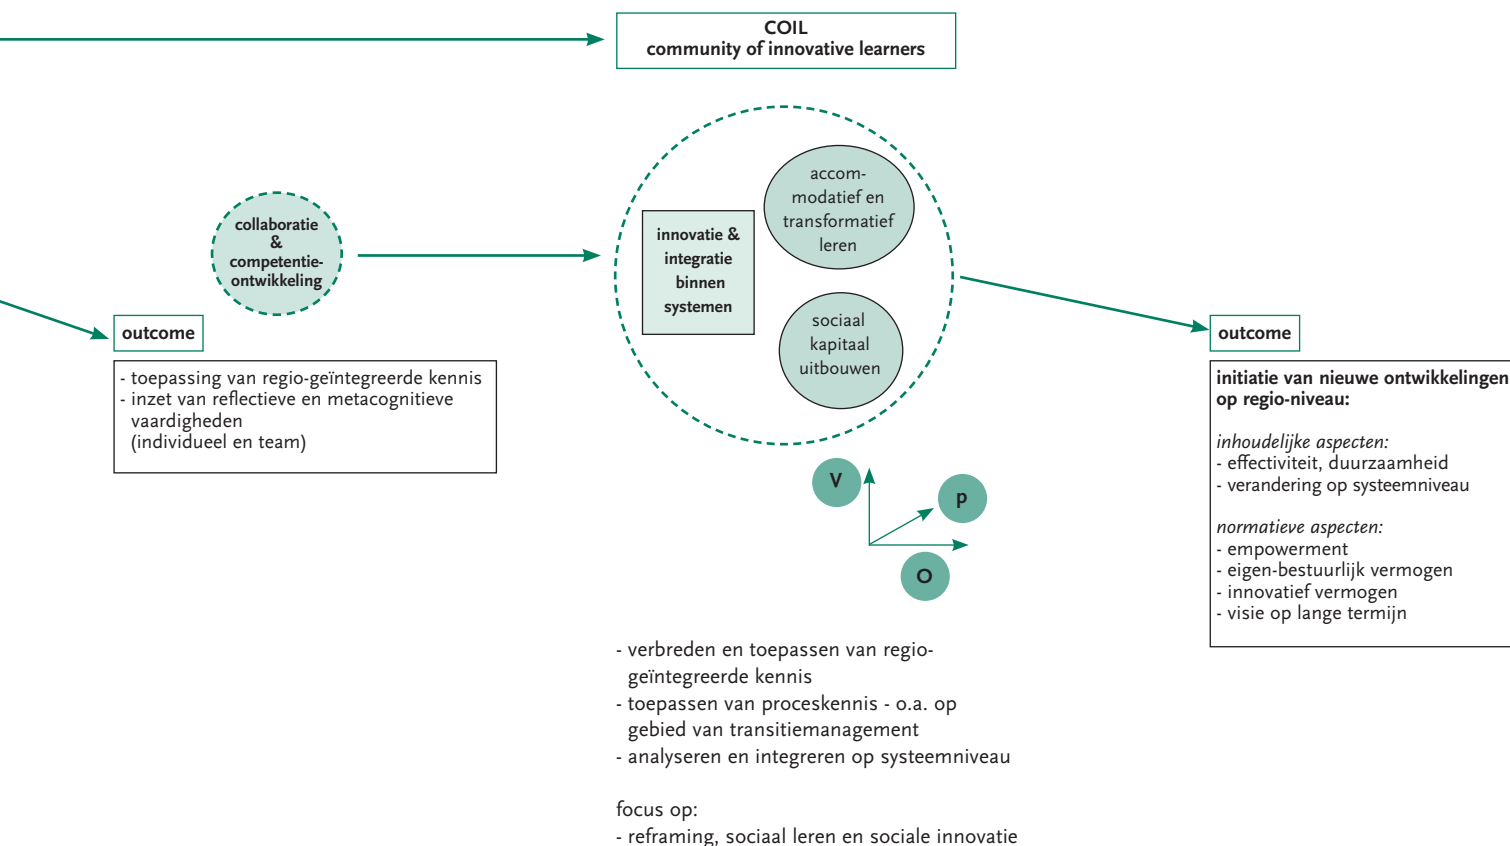 COIL
community of innovative learners
collaboratie
&
competentie-
ontwikkeling
outcome
- toepassing van regio-geïntegreerde kennis
- inzet van reflectieve en metacognitieve
vaardigheden
(individueel en team)
innovatie &
integratie
binnen
systemen
accom-
modatief en
transformatief
leren
sociaal
kapitaal
uitbouwen
V
p
O
- verbreden en toepassen van regio-
geïntegreerde kennis
- toepassen van proceskennis - o.a. op
gebied van transitiemanagement
- analyseren en integreren op systeemniveau
focus op:
- reframing, sociaal leren en sociale innovatie
outcome
initiatie van nieuwe ontwikkelingen
op regio-niveau:
inhoudelijke aspecten:
- effectiviteit, duurzaamheid
- verandering op systeemniveau
normatieve aspecten:
- empowerment
- eigen-bestuurlijk vermogen
- innovatief vermogen
- visie op lange termijn